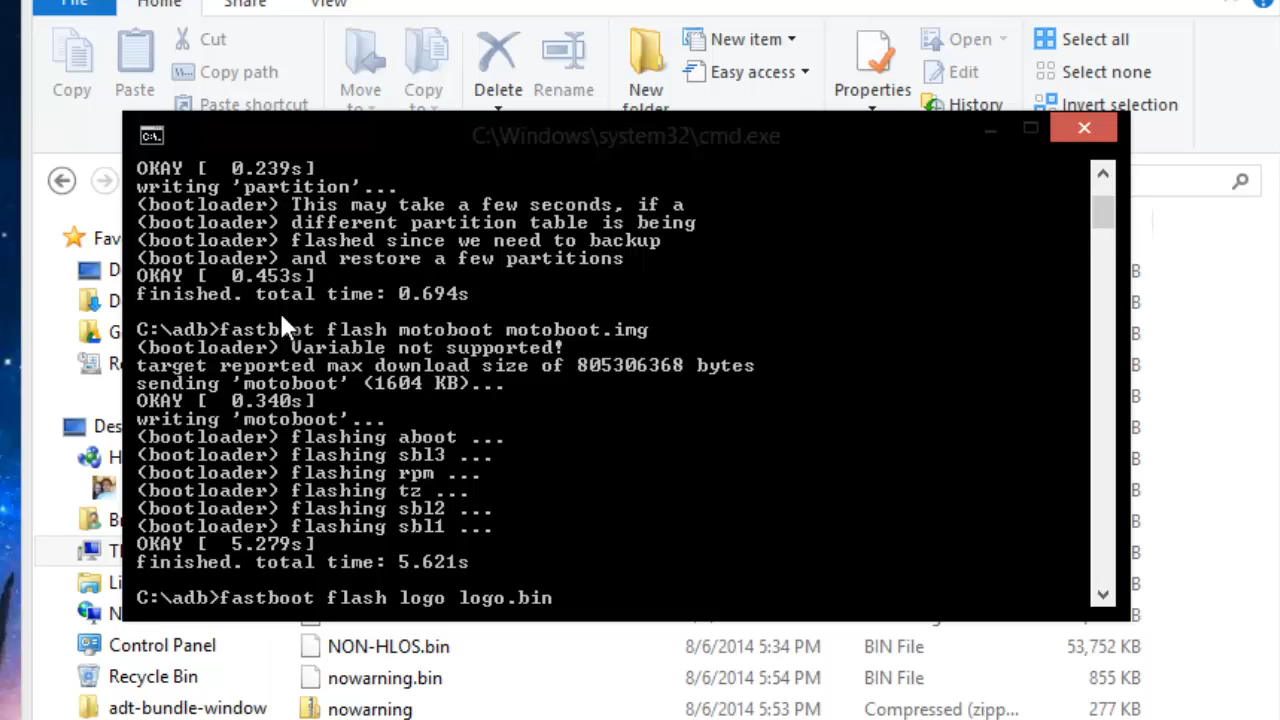 File Home Share View
Cut
Copy path
Paste shortcut
Copy
Paste
Move
to
Copy
to
Delete
Rename
New
folder
New item
Easy access
Properties
Open
Edit
History
Select all
Select none
Invert selection
C:\Windows\system32\cmd.exe
OKAY [  0.239s]
writing 'partition'...
(bootloader) This may take a few seconds, if a
(bootloader) different partition table is being
(bootloader) flashed since we need to backup
(bootloader) and restore a few partitions
OKAY [  0.453s]
finished. total time: 0.694s
C:\adb>fastboot flash motoboot motoboot.img
(bootloader) Variable not supported!
target reported max download size of 805306368 bytes
sending 'motoboot' (1604 KB)...
OKAY [  0.340s]
writing 'motoboot'...
(bootloader) flashing aboot ...
(bootloader) flashing sbl3 ...
(bootloader) flashing rpm ...
(bootloader) flashing tz ...
(bootloader) flashing sbl2 ...
(bootloader) flashing sbl1 ...
OKAY [  5.279s]
finished. total time: 5.621s
C:\adb>fastboot flash logo logo.bin
Fav
D
D
G
Re
Des
H
Br
Tl
Li
N
Control Panel
Recycle Bin
adt-bundle-window
B
B
B
B
B
B
B
B
B
B
B
NON-HLOS.bin 8/6/2014 5:34 PM BIN File 53,752 KB
nowarning.bin 8/6/2014 5:54 PM BIN File 855 KB
nowarning 8/6/2014 5:53 PM Compressed (zipp... 277 KB